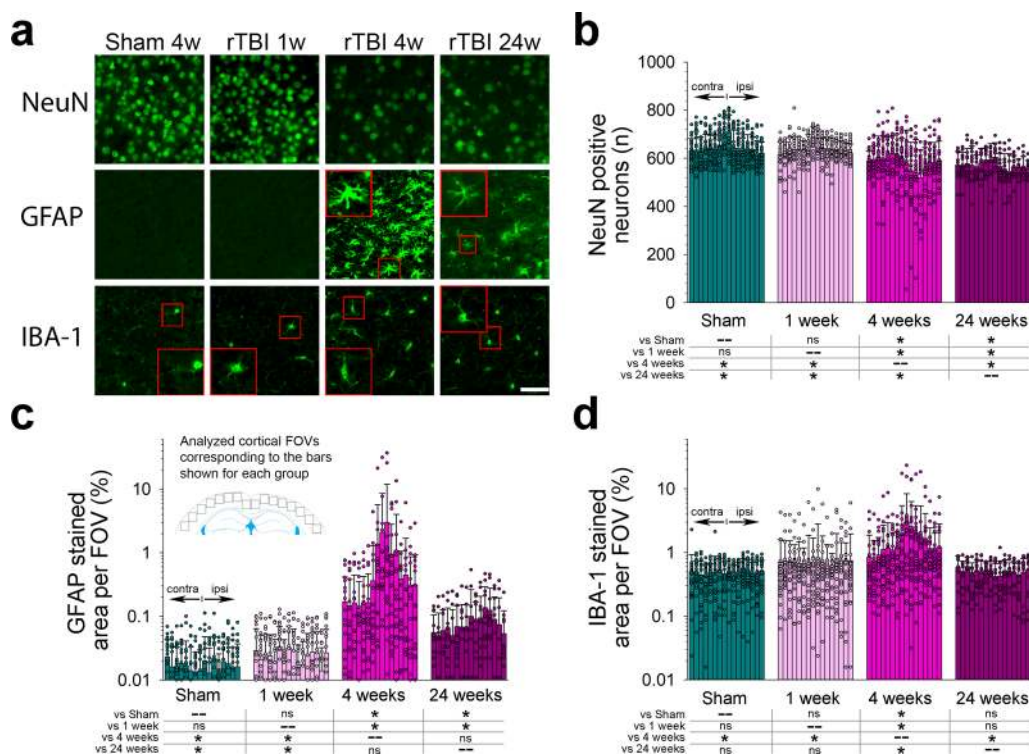 a
Sham 4w rTBI 1w rTBI 4w rTBI 24w
NeuN
GFAP
IBA-1
b
NeuN positive
neurons (n)
1000
800
600
400
200
0
contra ipsi
Sham 1 week 4 weeks 24 weeks
vs Sham -- ns * *
vs 1 week ns -- * *
vs 4 weeks * * -- *
vs 24 weeks * * * --
c
GFAP stained
area per FOV (%)
Analyzed cortical FOVs
corresponding to the bars
shown for each group
10
1
0.1
0.01
contra ipsi
Sham 1 week 4 weeks 24 weeks
vs Sham -- ns * *
vs 1 week ns -- * *
vs 4 weeks * * -- ns
vs 24 weeks * * ns --
d
IBA-1 stained
area per FOV (%)
10
1
0.1
0.01
contra ipsi
Sham 1 week 4 weeks 24 weeks
vs Sham -- ns * ns
vs 1 week ns -- * ns
vs 4 weeks * * -- *
vs 24 weeks ns ns * --